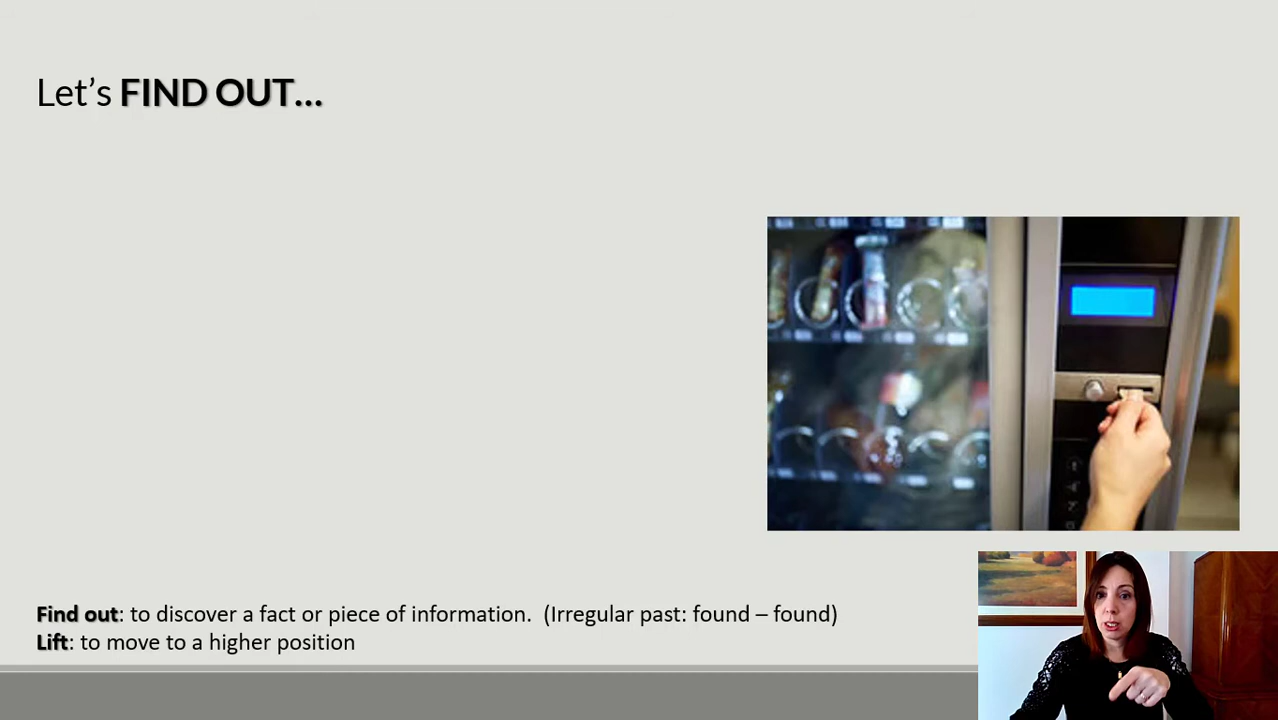 Let’s FIND OUT…
Find out: to discover a fact or piece of information.  (Irregular past: found – found)
Lift: to move to a higher position